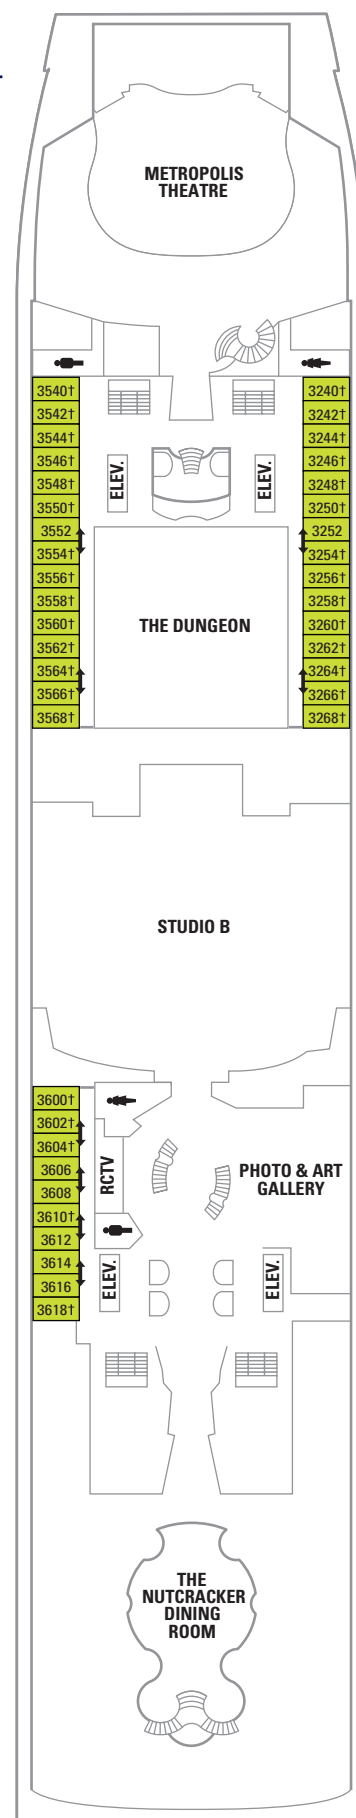 METROPOLIS
THEATRE
3540†
3542†
3544†
3546†
3548†
3550†
3552
3554†
3556†
3558†
3560†
3562†
3564†
3566†
3568†
ELEV.
ELEV.
3240†
3242†
3244†
3246†
3248†
3250†
3252
3254†
3256†
3258†
3260†
3262†
3264†
3266†
3268†
THE DUNGEON
STUDIO B
3600†
3602†
3604†
3606
3608
3610†
3612
3614
3616
3618†
RCTV
PHOTO & ART
GALLERY
ELEV.
ELEV.
THE
NUTCRACKER
DINING
ROOM